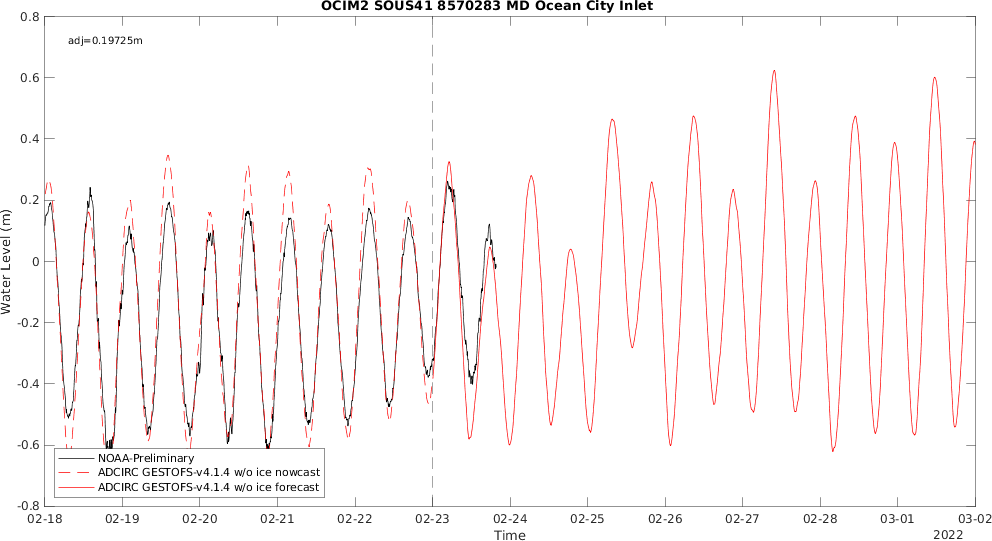 OCIM2 SOUS41 8570283 MD Ocean City Inlet
adj=0.19725m
0.8
0.6
0.4
0.2
0
-0.2
-0.4
-0.6
-0.8
Water Level (m)
NOAA-Preliminary
ADCIRC GESTOFS-v4.1.4 w/o ice nowcast
ADCIRC GESTOFS-v4.1.4 w/o ice forecast
02-18 02-19 02-20 02-21 02-22 02-23 02-24 02-25 02-26 02-27 02-28 03-01 03-02
Time
2022